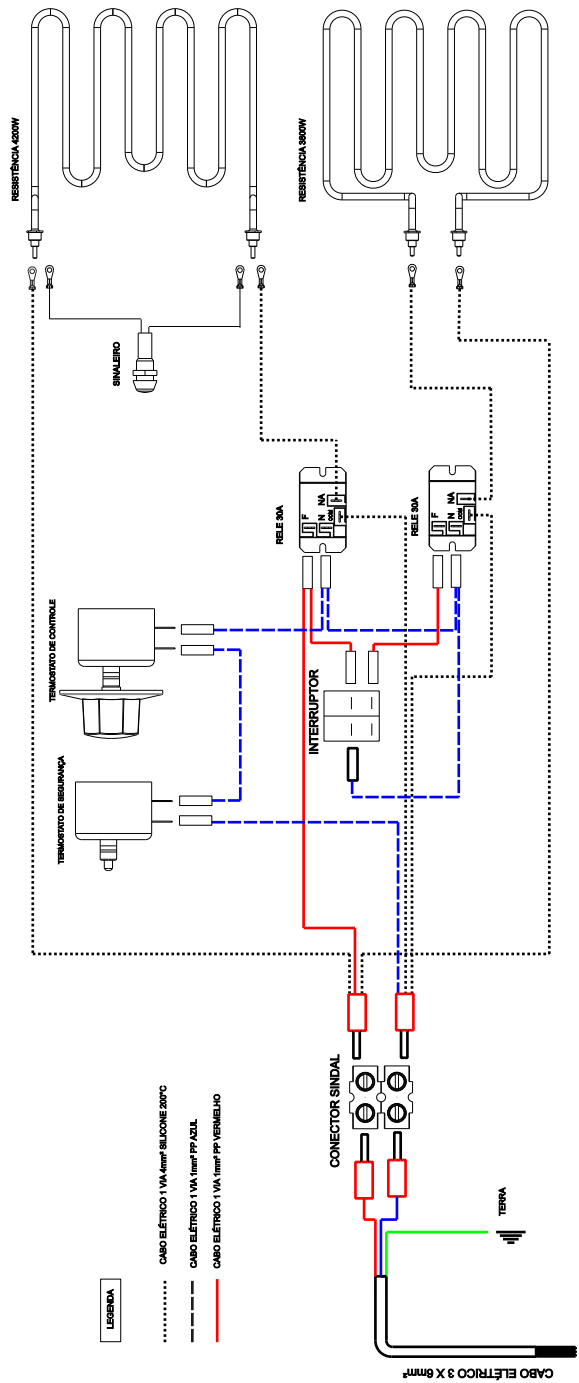 RESISTÊNCIA 4200W
RESISTÊNCIA 3800W
SINALEIRO
RELE 30A
F
N
NA
COM
RELE 30A
F
N
NA
COM
TERMOSTATO DE CONTROLE
INTERRUPTOR
TERMOSTATO DE SEGURANÇA
CONECTOR SINDAL
LEGENDA
CABO ELÉTRICO 1 VIA 4mm² SILICONE 200°C
CABO ELÉTRICO 1 VIA 1mm² PP AZUL
CABO ELÉTRICO 1 VIA 1mm² PP VERMELHO
TERRA
CABO ELÉTRICO 3 X 6mm²